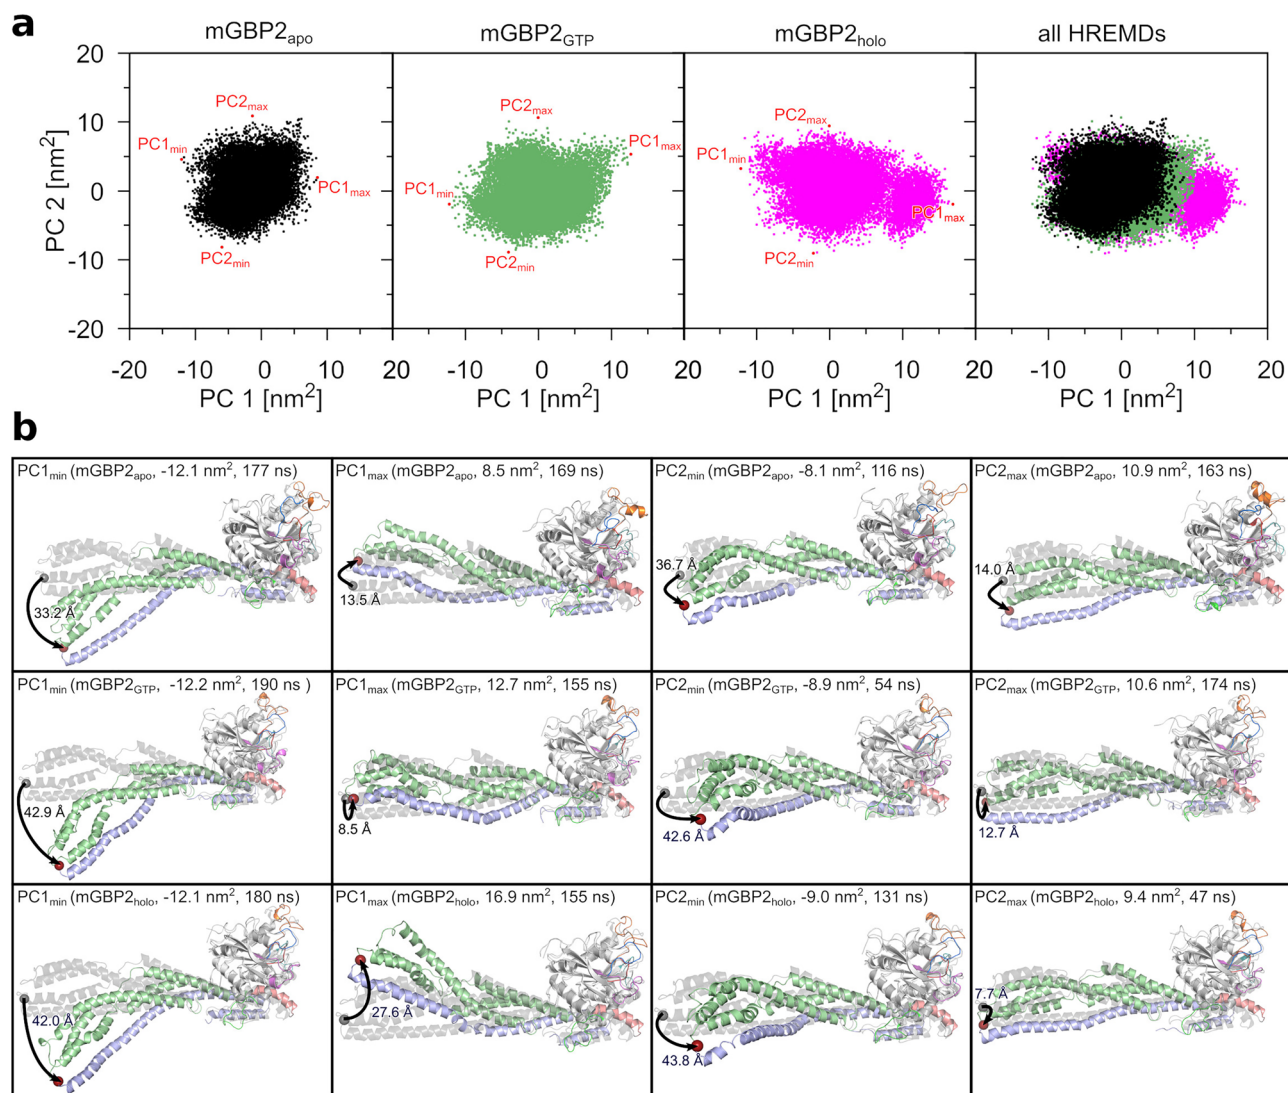 a
mGBP2apo mGBP2GTP mGBP2holo all HREMDs
20
10
0
-10
-20
PC 2 [nm2]
PC2max
PC1min
PC1max
PC2min
PC2max
PC1max
PC1min
PC2min
PC2max
PC1min
PC1max
PC2min
20 -10 0 10 20 -10 0 10 20 -10 0 10 20 -10 0 10 20
PC 1 [nm2] PC 1 [nm2] PC 1 [nm2] PC 1 [nm2]
b
PC1min (mGBP2apo, -12.1 nm2, 177 ns) PC1max (mGBP2apo, 8.5 nm2, 169 ns) PC2min (mGBP2apo, -8.1 nm2, 116 ns) PC2max (mGBP2apo, 10.9 nm2, 163 ns)
33.2 Å 13.5 Å 36.7 Å 14.0 Å
PC1min (mGBP2GTP, -12.2 nm2, 190 ns ) PC1max (mGBP2GTP, 12.7 nm2, 155 ns) PC2min (mGBP2GTP, -8.9 nm2, 54 ns) PC2max (mGBP2GTP, 10.6 nm2, 174 ns)
42.9 Å 8.5 Å 42.6 Å 12.7 Å
PC1min (mGBP2holo, -12.1 nm2, 180 ns) PC1max (mGBP2holo, 16.9 nm2, 155 ns) PC2min (mGBP2holo, -9.0 nm2, 131 ns) PC2max (mGBP2holo, 9.4 nm2, 47 ns)
42.0 Å 27.6 Å 43.8 Å 7.7 Å